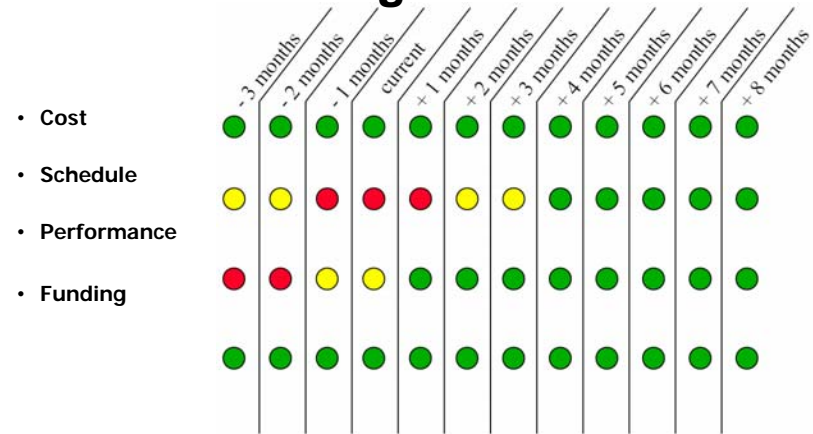 - 3 months
- 2 months
- 1 months
current
+ 1 months
+ 2 months
+ 3 months
+ 4 months
+ 5 months
+ 6 months
+ 7 months
+ 8 months
• Cost
• Schedule
• Performance
• Funding